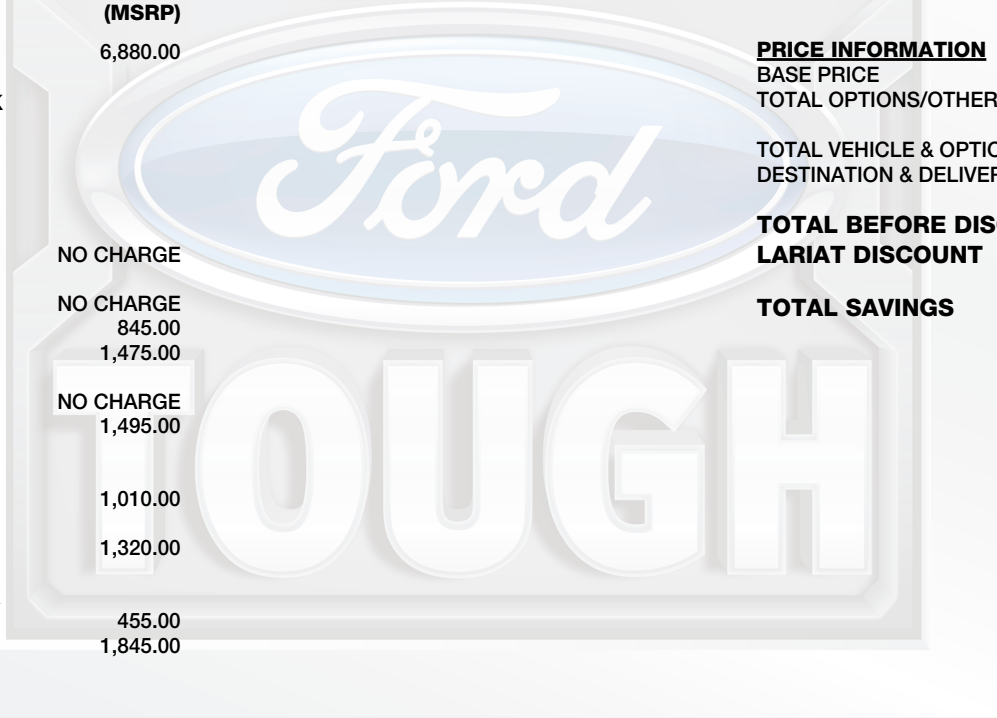 (MSRP)
6,880.00
NO CHARGE
NO CHARGE
845.00
1,475.00
NO CHARGE
1,495.00
1,010.00
1,320.00
455.00
1,845.00
PRICE INFORMATION
BASE PRICE
TOTAL OPTIONS/OTHER
TOTAL VEHICLE & OPTIO
DESTINATION & DELIVER
TOTAL BEFORE DISC
LARIAT DISCOUNT
TOTAL SAVINGS
Ford
TOUGH